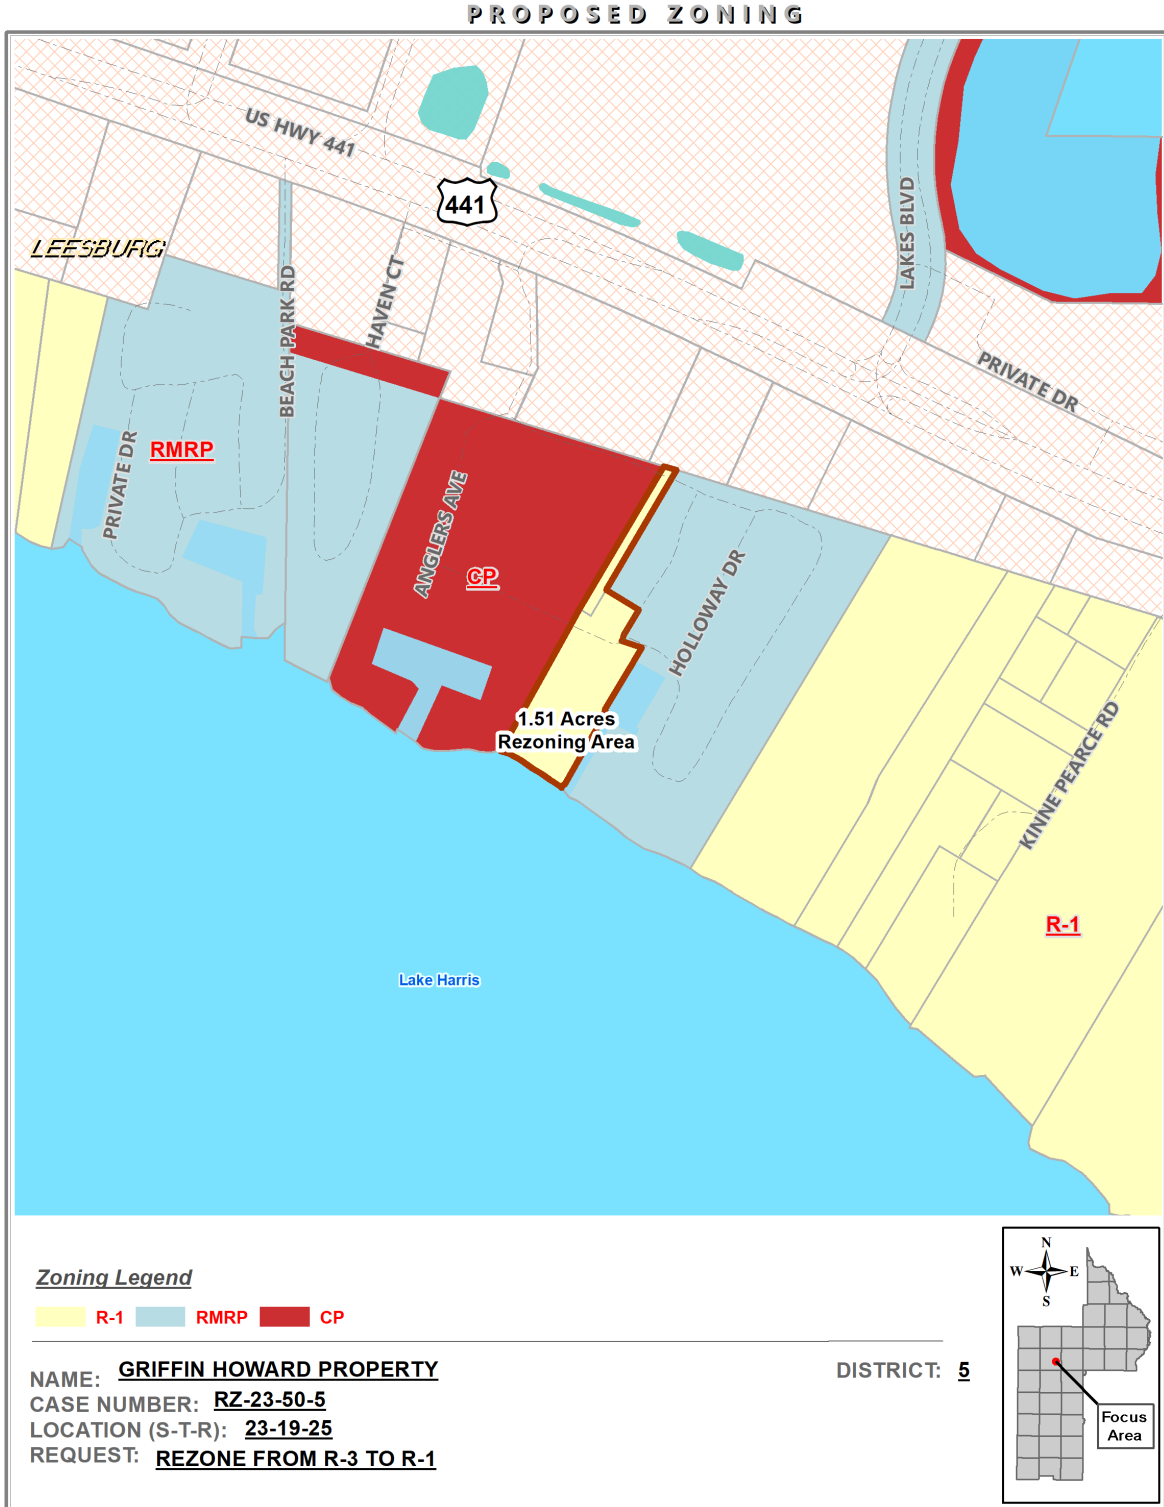 PROPOSED ZONING
US HWY 441
441
LEESBURG
LAKES BLVD
BEACH PARK RD
HAVEN CT
PRIVATE DR
PRIVATE DR
RMRP
ANGLERS AVE
CP
HOLLOWAY DR
1.51 Acres
Rezoning Area
KINNE PEARCE RD
R-1
Lake Harris
Zoning Legend
R-1 RMRP CP
NAME: GRIFFIN HOWARD PROPERTY
CASE NUMBER: RZ-23-50-5
LOCATION (S-T-R): 23-19-25
REQUEST: REZONE FROM R-3 TO R-1
DISTRICT: 5
N
W E
S
Focus
Area